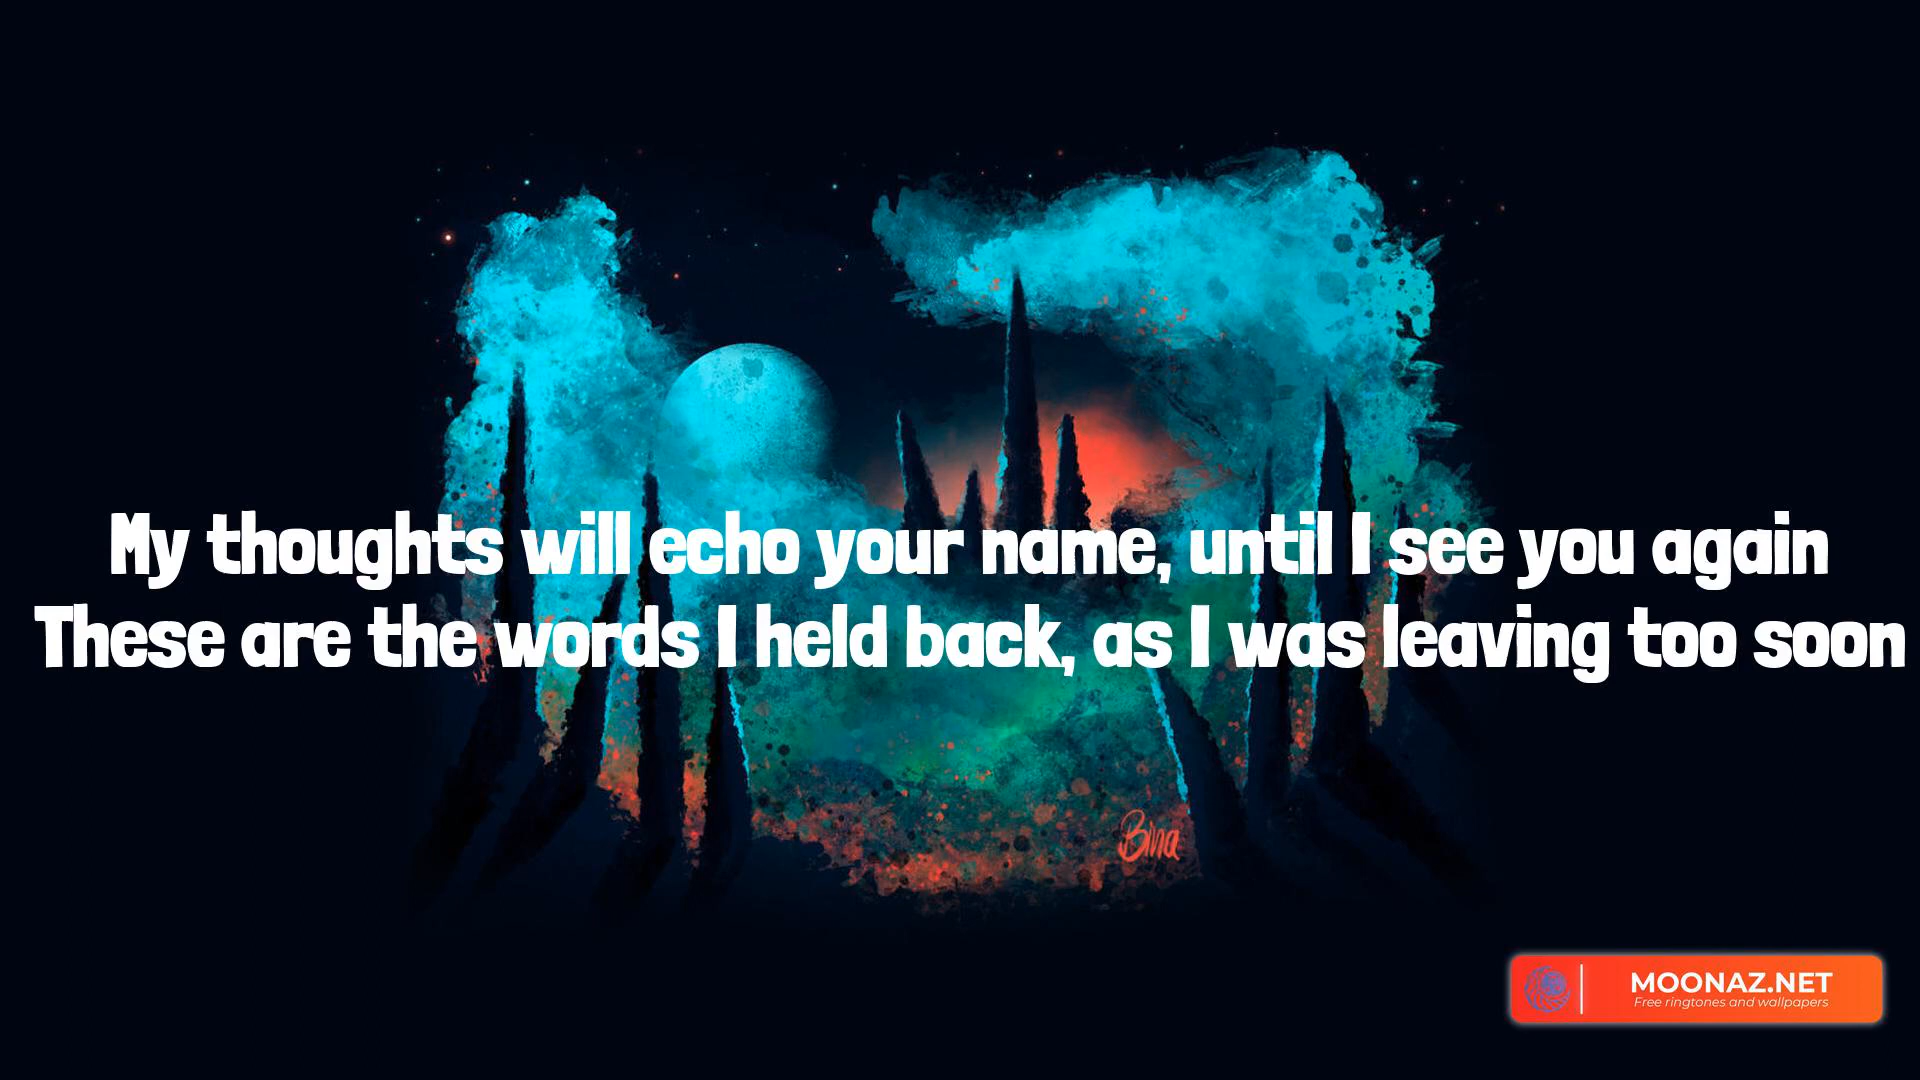 My thoughts will echo your name, until I see you again
These are the words I held back, as I was leaving too soon
Bina
MOONAZ.NET
Free ringtones and wallpapers